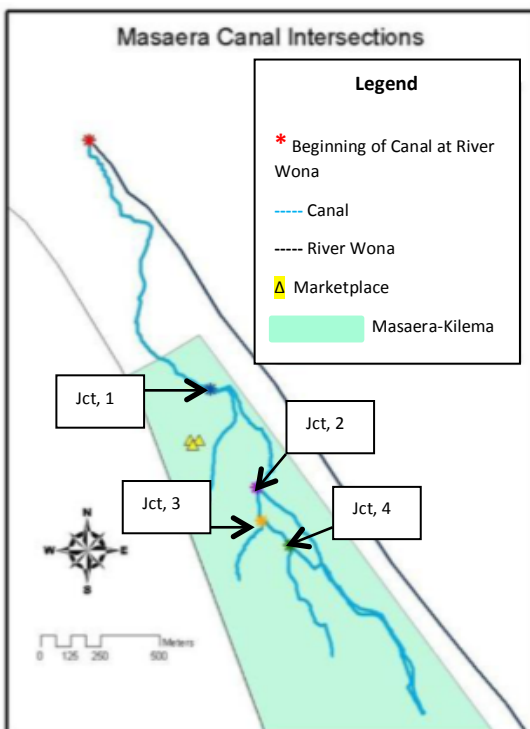 Masaera Canal Intersections
Legend
* Beginning of Canal at River
Wona
----- Canal
----- River Wona
Δ Marketplace
Masaera-Kilema
Jct, 1
Jct, 2
Jct, 3
Jct, 4
N
W E
S
Meters
0 125 250 500